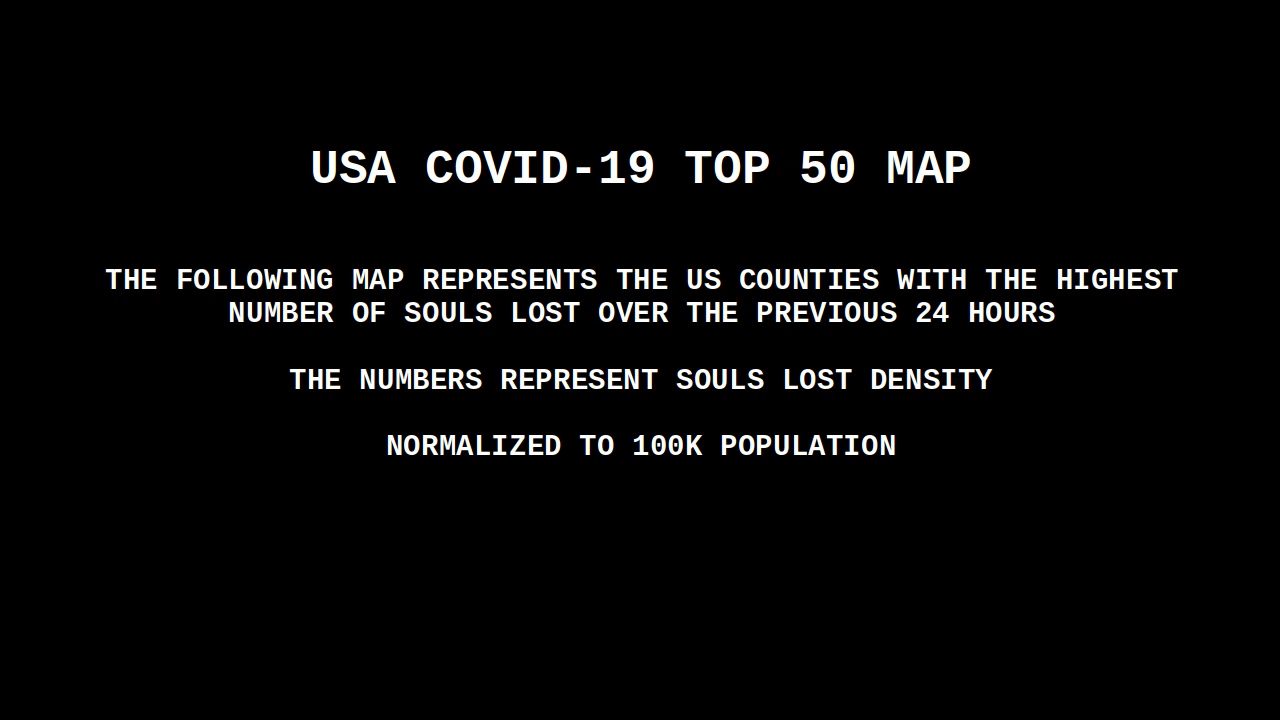 USA COVID-19 TOP 50 MAP
THE FOLLOWING MAP REPRESENTS THE US COUNTIES WITH THE HIGHEST
NUMBER OF SOULS LOST OVER THE PREVIOUS 24 HOURS
THE NUMBERS REPRESENT SOULS LOST DENSITY
NORMALIZED TO 100K POPULATION